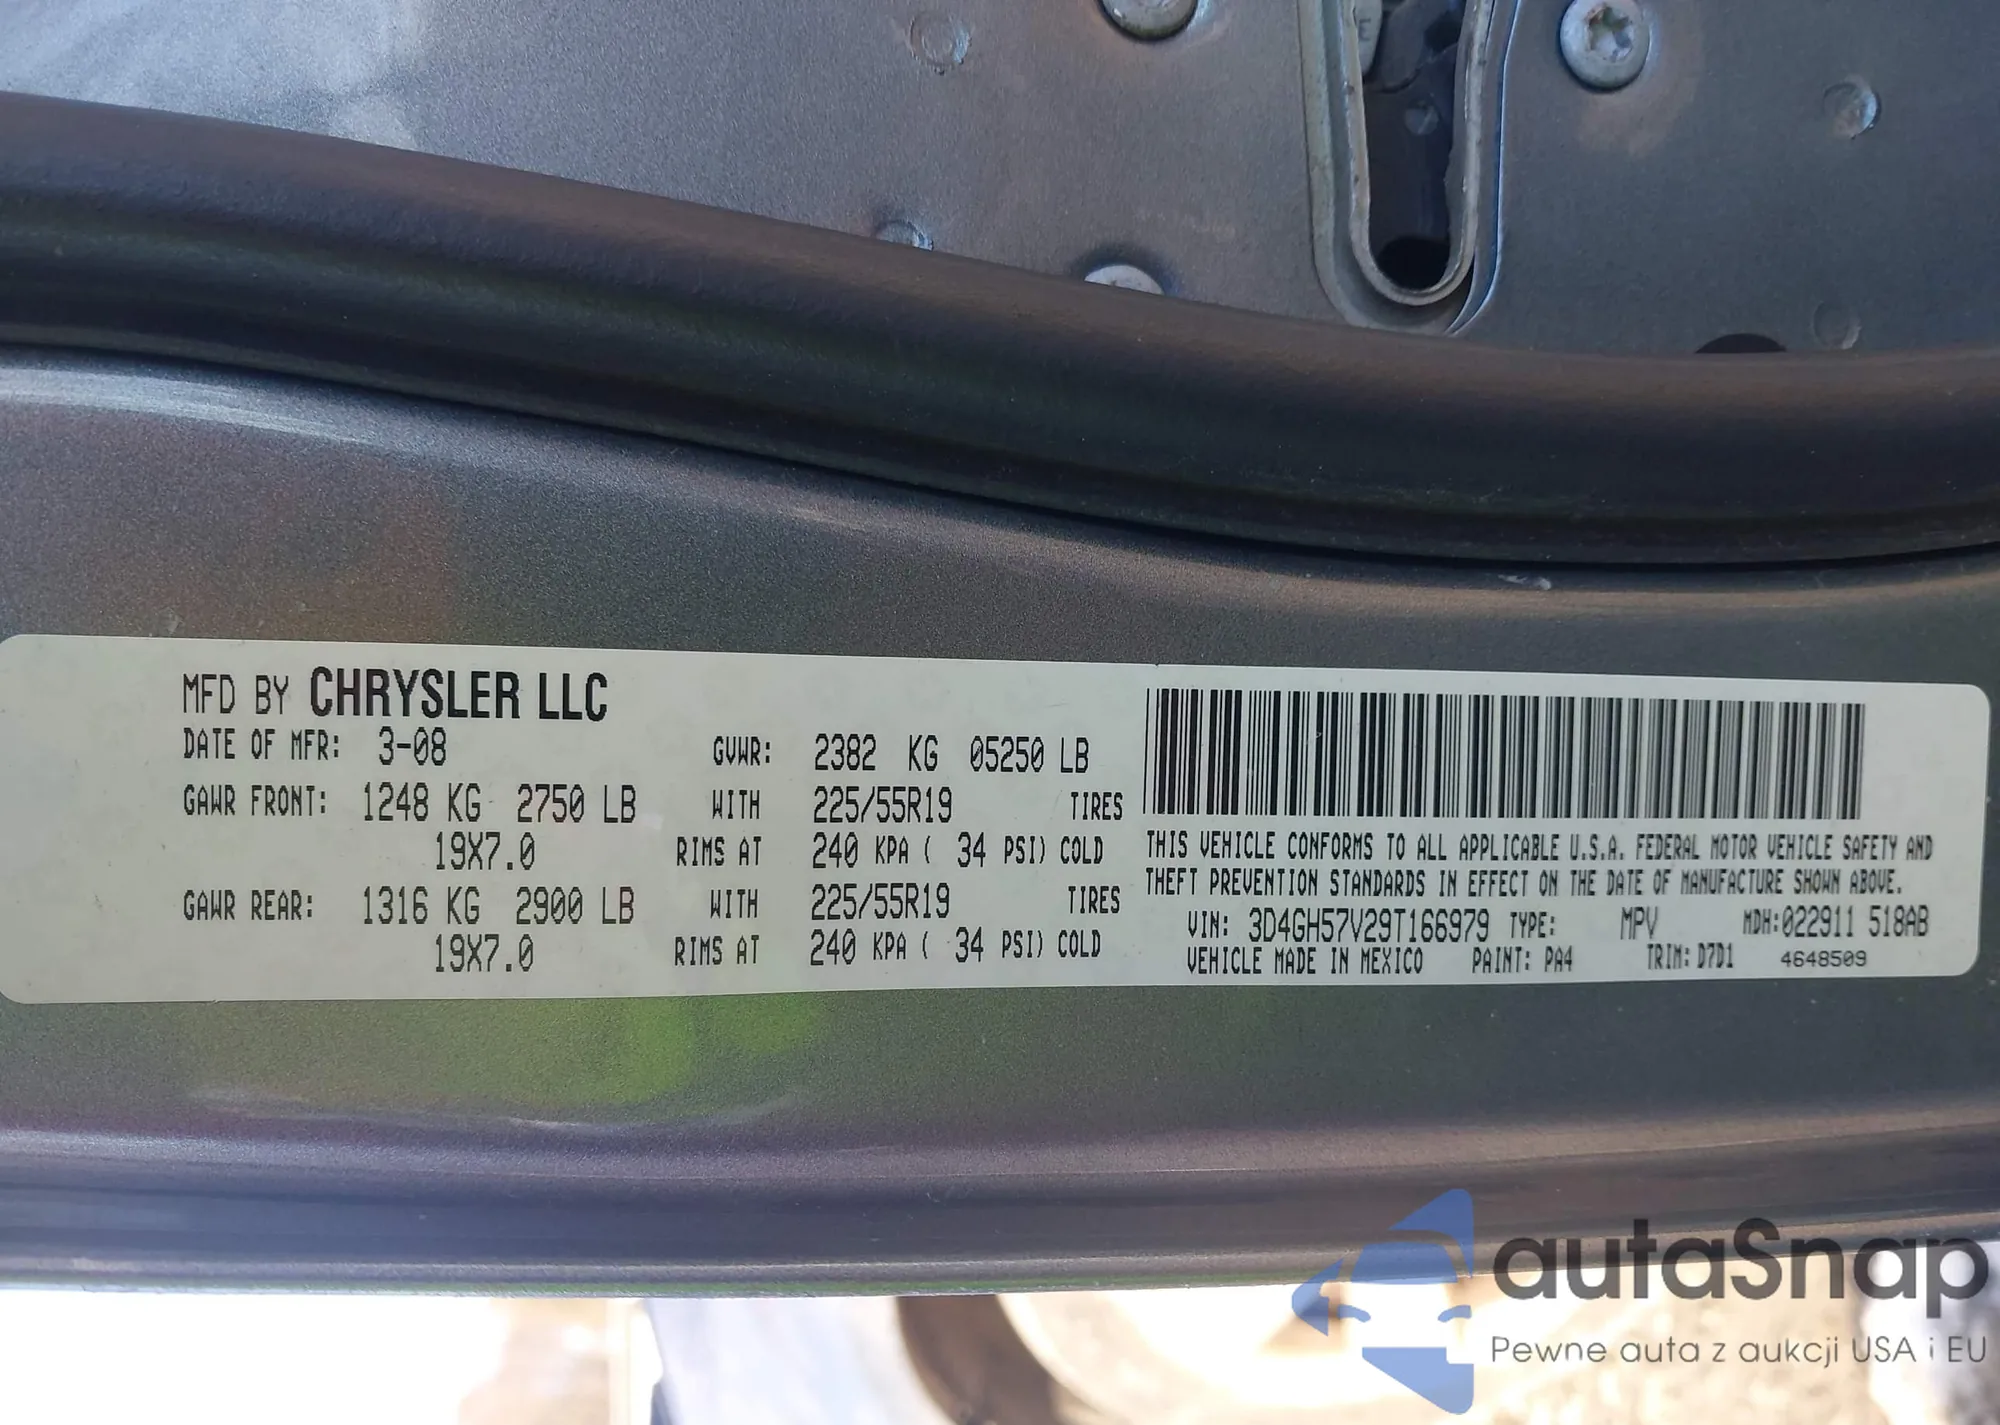 MFD BY CHRYSLER LLC
DATE OF MFR: 3-08 GVWR: 2382 KG 05250 LB
GAWR FRONT: 1248 KG 2750 LB WITH 225/55R19 TIRES
19X7.0 RIMS AT 240 KPA ( 34 PSI) COLD
GAWR REAR: 1316 KG 2900 LB WITH 225/55R19 TIRES
19X7.0 RIMS AT 240 KPA ( 34 PSI) COLD
THIS VEHICLE CONFORMS TO ALL APPLICABLE U.S.A. FEDERAL MOTOR VEHICLE SAFETY AND
THEFT PREVENTION STANDARDS IN EFFECT ON THE DATE OF MANUFACTURE SHOWN ABOVE.
VIN: 3D4GH57V29T166979 TYPE: MPV MDH:022911 518AB
VEHICLE MADE IN MEXICO PAINT: PA4 TRIM: D7D1 4648509
autaSnap
Pewne auta z aukcji USA i EU